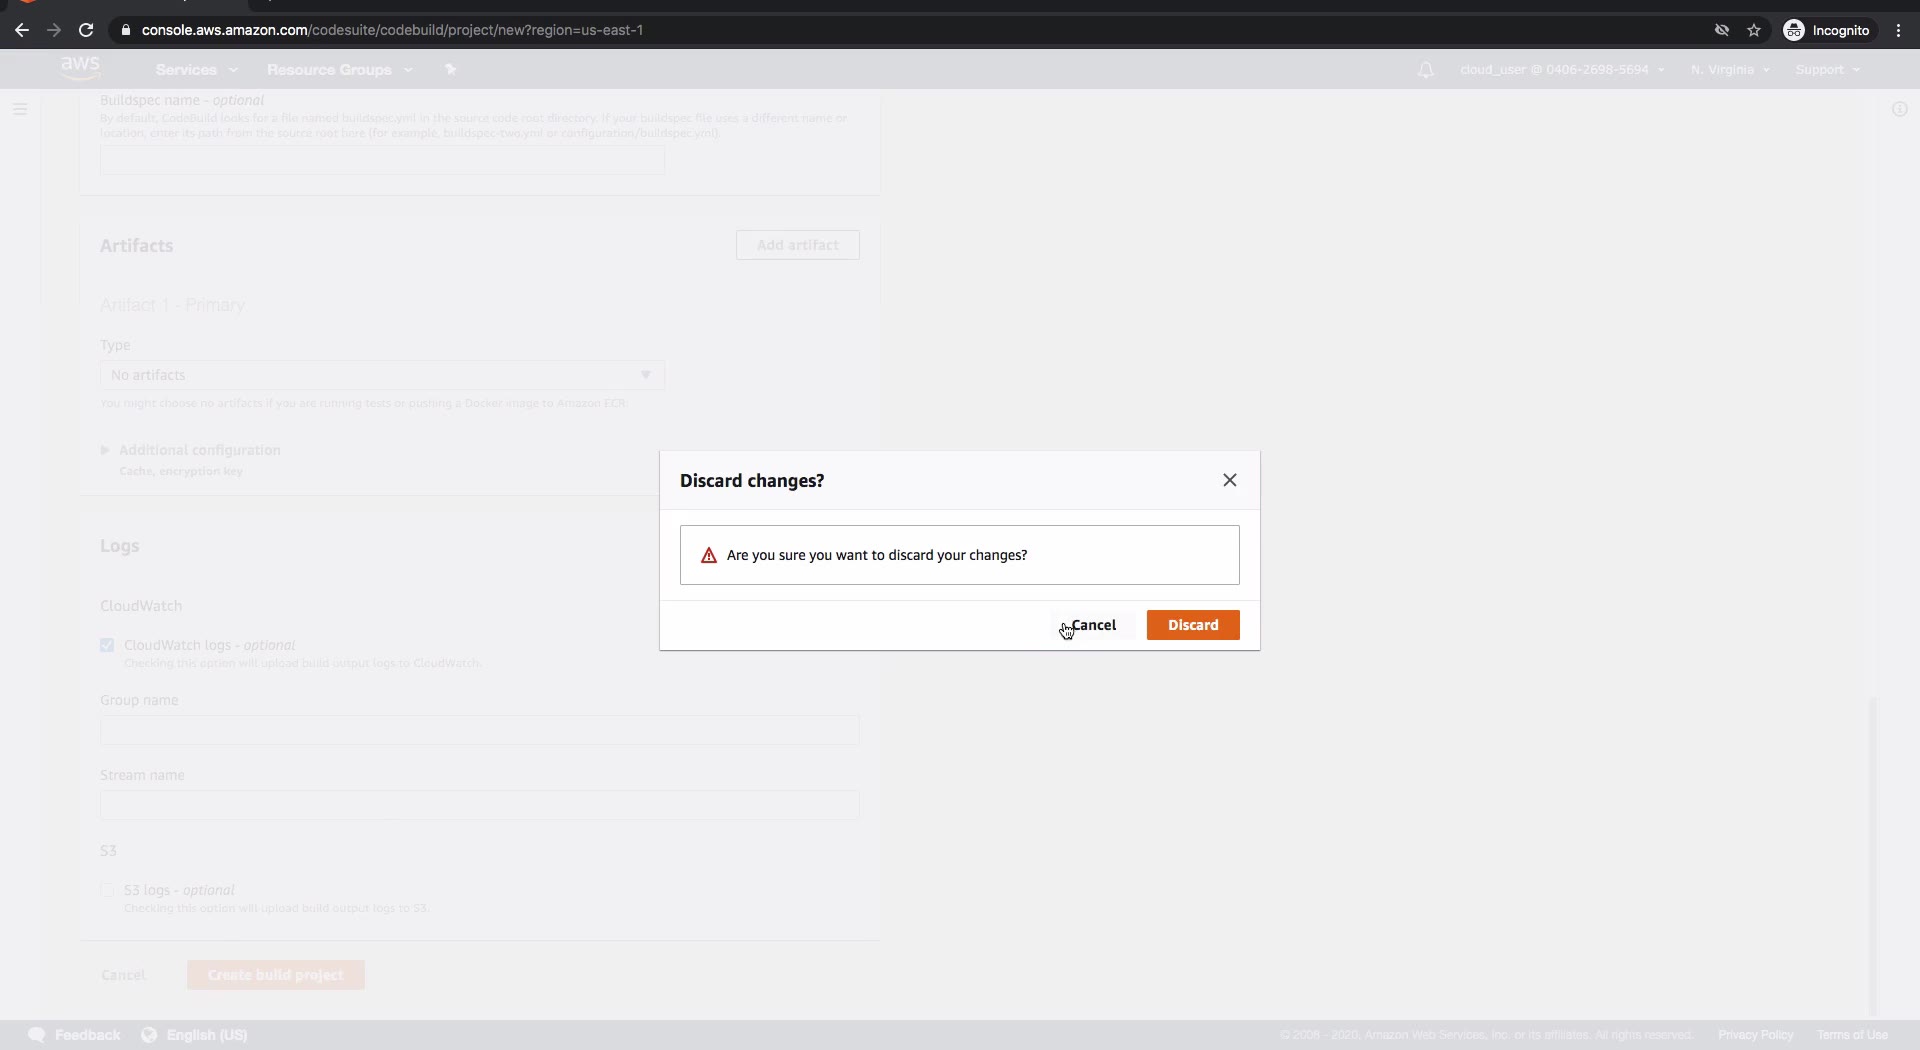 console.aws.amazon.com/codesuite/codebuild/project/new?region=us-east-1
Incognito
aws
Services
Resource Groups
cloud_user @ 0406-2698-5694
N. Virginia
Support
Buildspec name - optional
By default, CodeBuild looks for a file named buildspec.yml in the source code root directory. If your buildspec file uses a different name or
location, enter its path from the source root here (for example, buildspec-two.yml or configuration/buildspec.yml).
Artifacts
Add artifact
Artifact 1 - Primary
Type
No artifacts
You might choose no artifacts if you are running tests or pushing a Docker image to Amazon ECR.
Additional configuration
Cache, encryption key
Discard changes?
Are you sure you want to discard your changes?
Cancel
Discard
Logs
CloudWatch
CloudWatch logs - optional
Checking this option will upload build output logs to CloudWatch.
Group name
Stream name
S3
S3 logs - optional
Checking this option will upload build output logs to S3.
Cancel
Create build project
Feedback
English (US)
© 2008 - 2020, Amazon Web Services, Inc. or its affiliates. All rights reserved.
Privacy Policy
Terms of Use